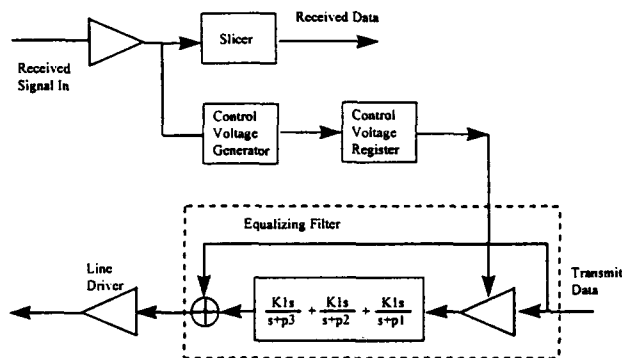 Received Data
Slicer
Received
Signal In
Control
Voltage
Generator
Control
Voltage
Register
Equalizing Filter
Line
Driver
K1s
s+p3
+
K1s
s+p2
+
K1s
s+p1
Transmit
Data